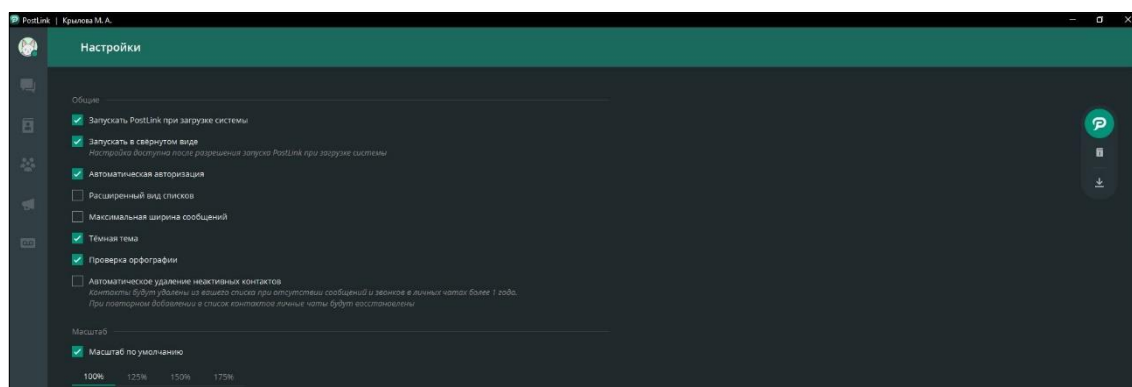 PostLink | Крылова М. А.
Настройки
Общие
Запускать PostLink при загрузке системы
Запускать в свёрнутом виде
Настройка доступна после разрешения запуска PostLink при загрузке системы
Автоматическая авторизация
Расширенный вид списков
Максимальная ширина сообщений
Тёмная тема
Проверка орфографии
Автоматическое удаление неактивных контактов
Контакты будут удалены из вашего списка при отсутствии сообщений и звонков в личных чатах более 1 года.
При повторном добавлении в список контактов личные чаты будут восстановлены
Масштаб
Масштаб по умолчанию
100% 125% 150% 175%